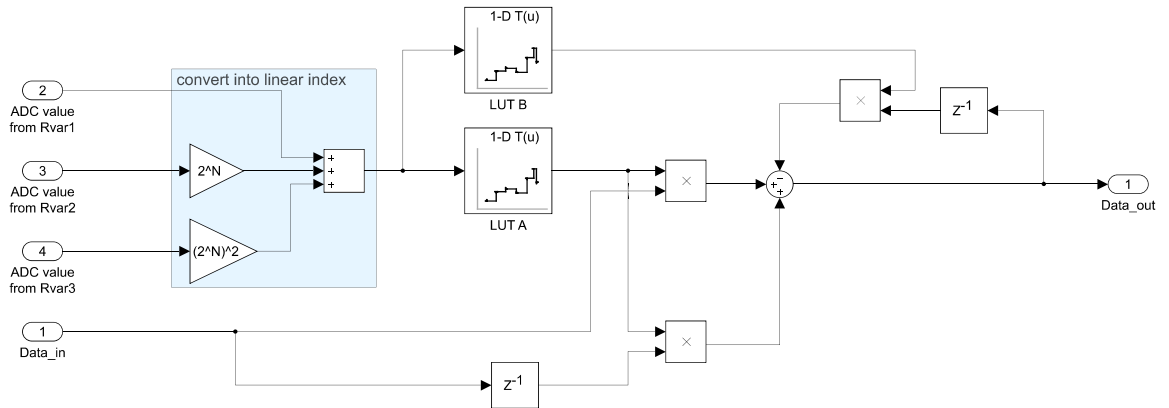 1-D T(u)
LUT B
convert into linear index
2
ADC value
from Rvar1
+
+
+
3
ADC value
from Rvar2
2^N
4
ADC value
from Rvar3
(2^N)^2
1-D T(u)
LUT A
×
×
z-1
−
+
+
1
Data_out
1
Data_in
×
z-1